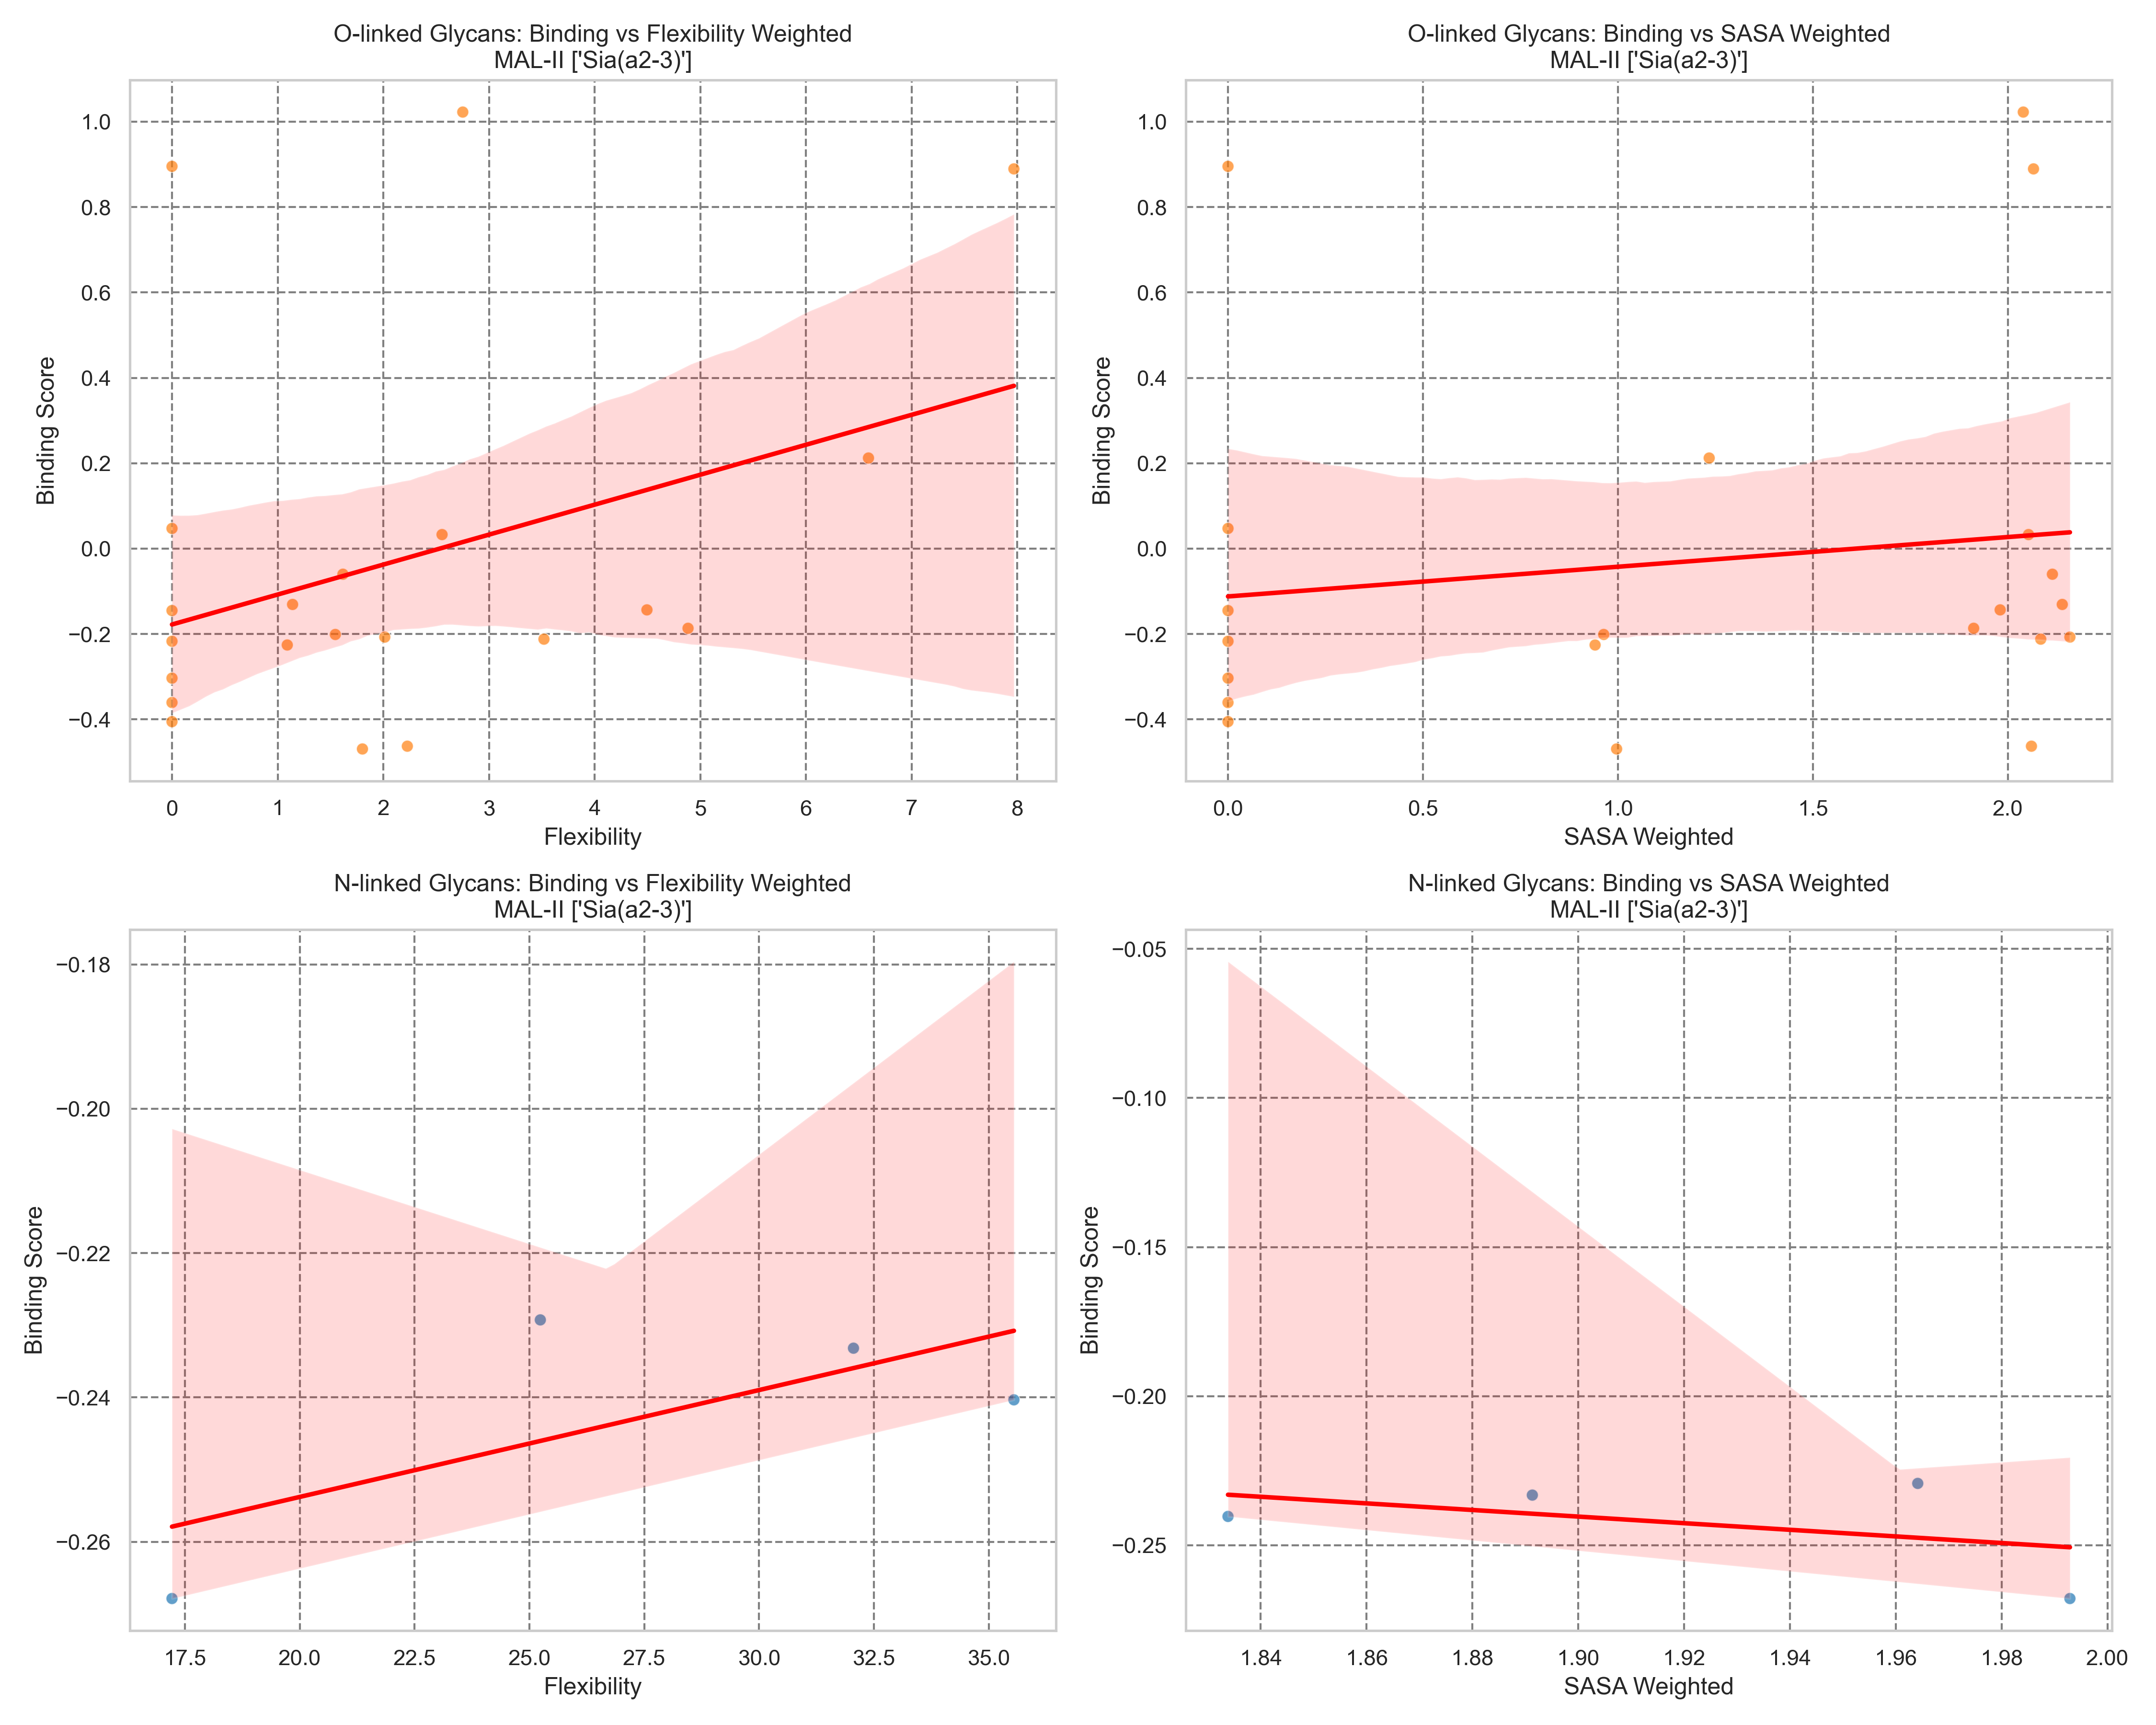 O-linked Glycans: Binding vs Flexibility Weighted
MAL-II ['Sia(a2-3)']
1.0
0.8
0.6
0.4
0.2
0.0
−0.2
−0.4
Binding Score
0 1 2 3 4 5 6 7 8
Flexibility
O-linked Glycans: Binding vs SASA Weighted
MAL-II ['Sia(a2-3)']
1.0
0.8
0.6
0.4
0.2
0.0
−0.2
−0.4
Binding Score
0.0 0.5 1.0 1.5 2.0
SASA Weighted
N-linked Glycans: Binding vs Flexibility Weighted
MAL-II ['Sia(a2-3)']
−0.18
−0.20
−0.22
−0.24
−0.26
Binding Score
17.5 20.0 22.5 25.0 27.5 30.0 32.5 35.0
Flexibility
N-linked Glycans: Binding vs SASA Weighted
MAL-II ['Sia(a2-3)']
−0.05
−0.10
−0.15
−0.20
−0.25
Binding Score
1.84 1.86 1.88 1.90 1.92 1.94 1.96 1.98 2.00
SASA Weighted